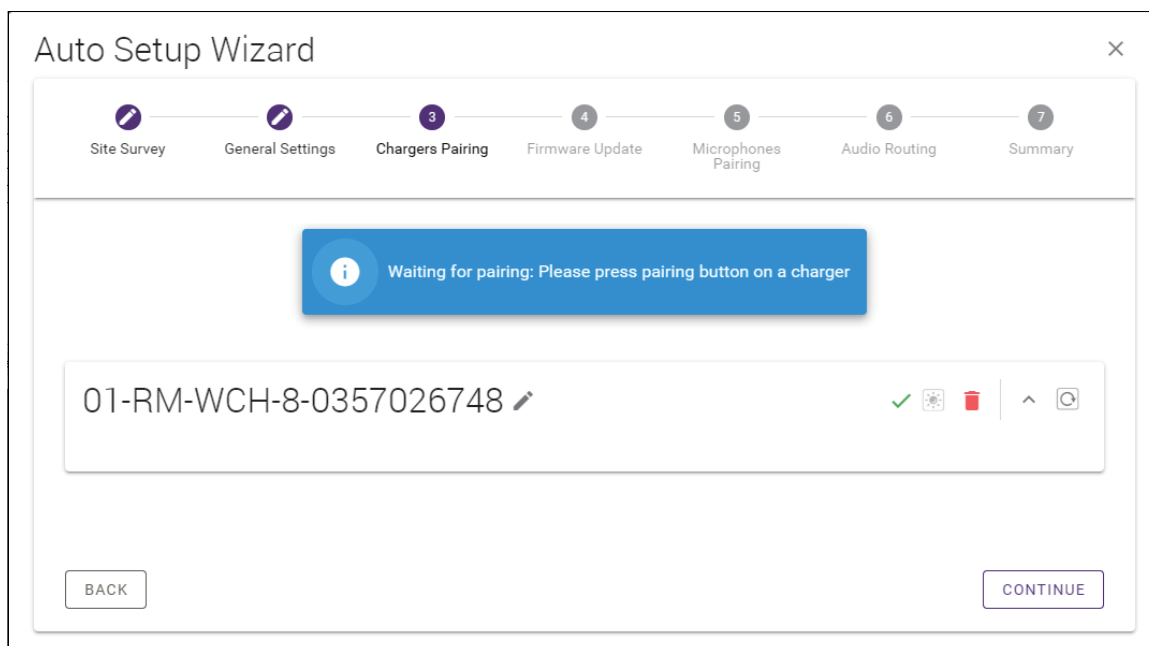 Auto Setup Wizard
3
4
5
6
7
Site Survey
General Settings
Chargers Pairing
Firmware Update
Microphones
Pairing
Audio Routing
Summary
Waiting for pairing: Please press pairing button on a charger
01-RM-WCH-8-0357026748
BACK
CONTINUE